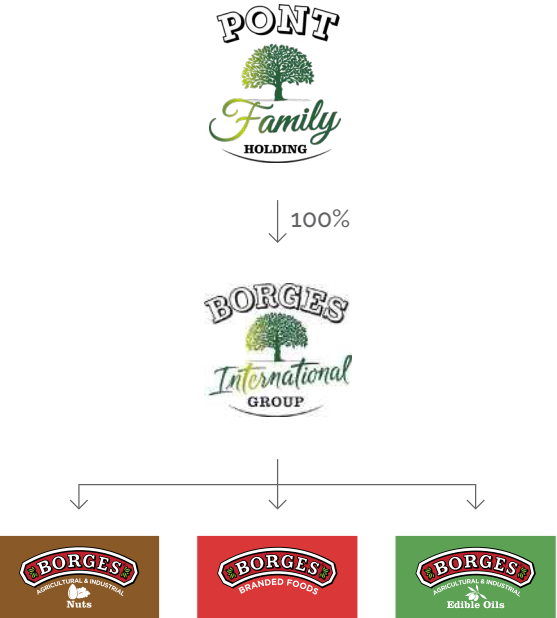 PONT
Family
HOLDING
100%
BORGES
International
GROUP
BORGES
AGRICULTURAL & INDUSTRIAL
Nuts
BORGES
BRANDED FOODS
BORGES
AGRICULTURAL & INDUSTRIAL
Edible Oils